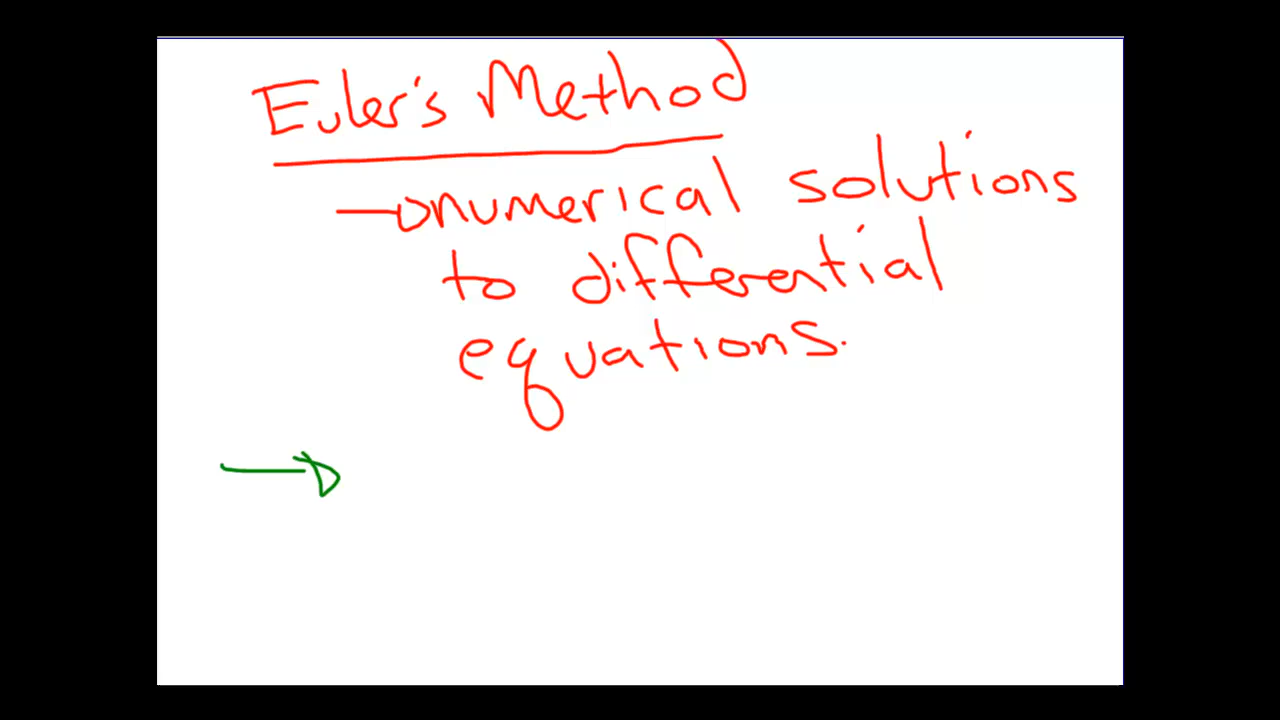 Euler's Method
→ numerical solutions
to differential
equations.
→